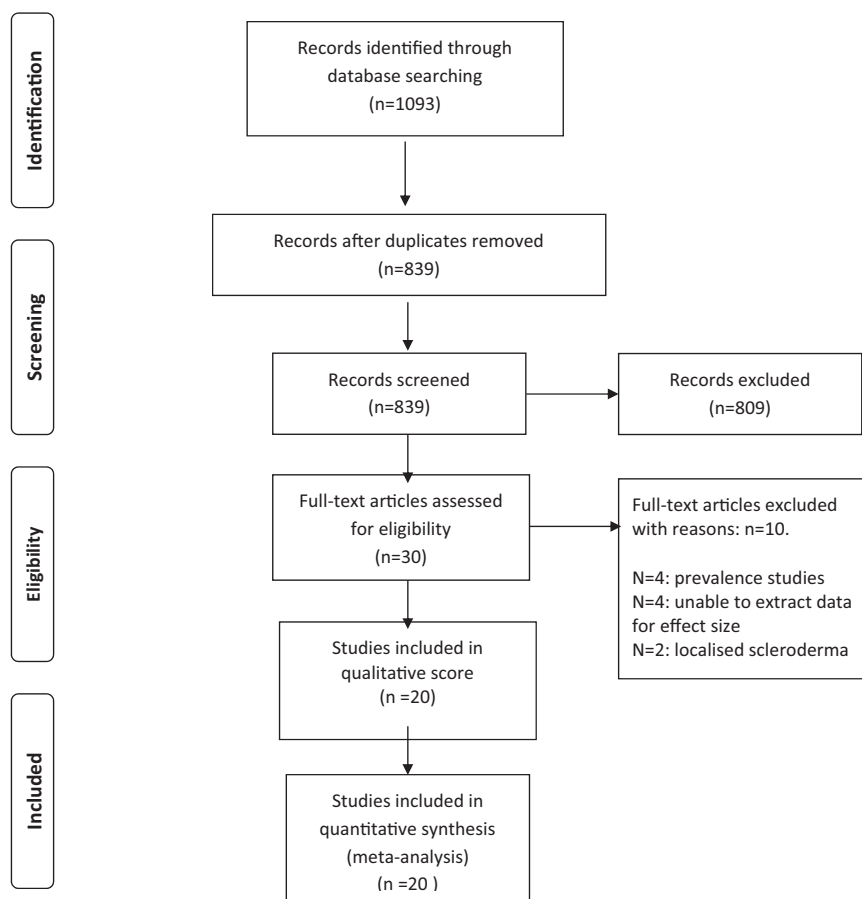 Identification
Records identified through
database searching
(n=1093)
Records after duplicates removed
(n=839)
Screening
Records screened
(n=839)
Records excluded
(n=809)
Eligibility
Full-text articles assessed
for eligibility
(n=30)
Full-text articles excluded
with reasons: n=10.
N=4: prevalence studies
N=4: unable to extract data
for effect size
N=2: localised scleroderma
Studies included in
qualitative score
(n =20)
Included
Studies included in
quantitative synthesis
(meta-analysis)
(n =20 )